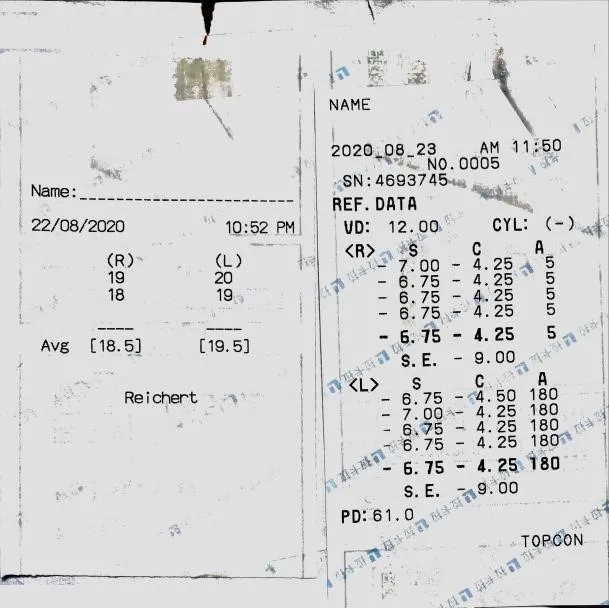 Name:
22/08/2020 10:52 PM
(R) (L)
19 20
18 19
Avg [18.5] [19.5]
Reichert
NAME
2020_08_23 AM 11:50
NO.0005
SN:4693745
REF.DATA
VD: 12.00 CYL: (-)
<R> S C A
- 7.00 - 4.25 5
- 6.75 - 4.25 5
- 6.75 - 4.25 5
- 6.75 - 4.25 5
- 6.75 - 4.25 5
S.E. - 9.00
<L> S C A
- 6.75 - 4.50 180
- 7.00 - 4.25 180
- 6.75 - 4.25 180
- 6.75 - 4.25 180
- 6.75 - 4.25 180
S.E. - 9.00
PD:61.0
TOPCON